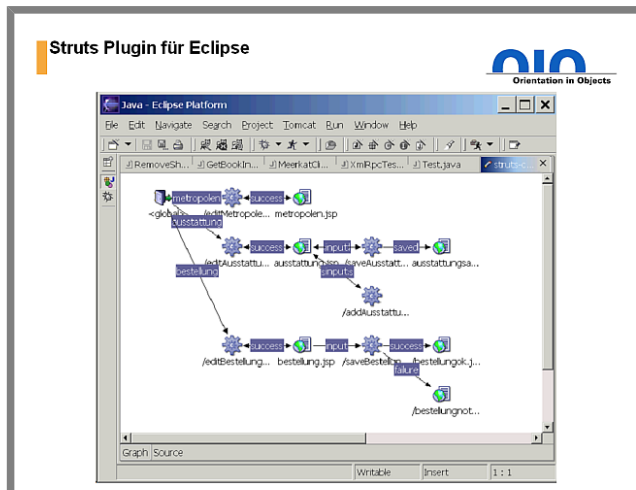 Struts Plugin für Eclipse
OIO
Orientation in Objects
Java - Eclipse Platform
File Edit Navigate Search Project Tomcat Run Window Help
RemoveSh... GetBookIn... MeerkatCli... XmlRpcTes... Test.java struts-c...
metropolen success
<global> /editMetropole... metropolen.jsp
ausstattung
success input saved
/editAusstattu... ausstattung.jsp /saveAusstatt... ausstattungsa...
bestellung
/addAusstattu...
success input success
/editBestellung... bestellung.jsp /saveBestellun... /bestellungok.j...
failure
/bestellungnot...
Graph Source
Writable Insert 1 : 1